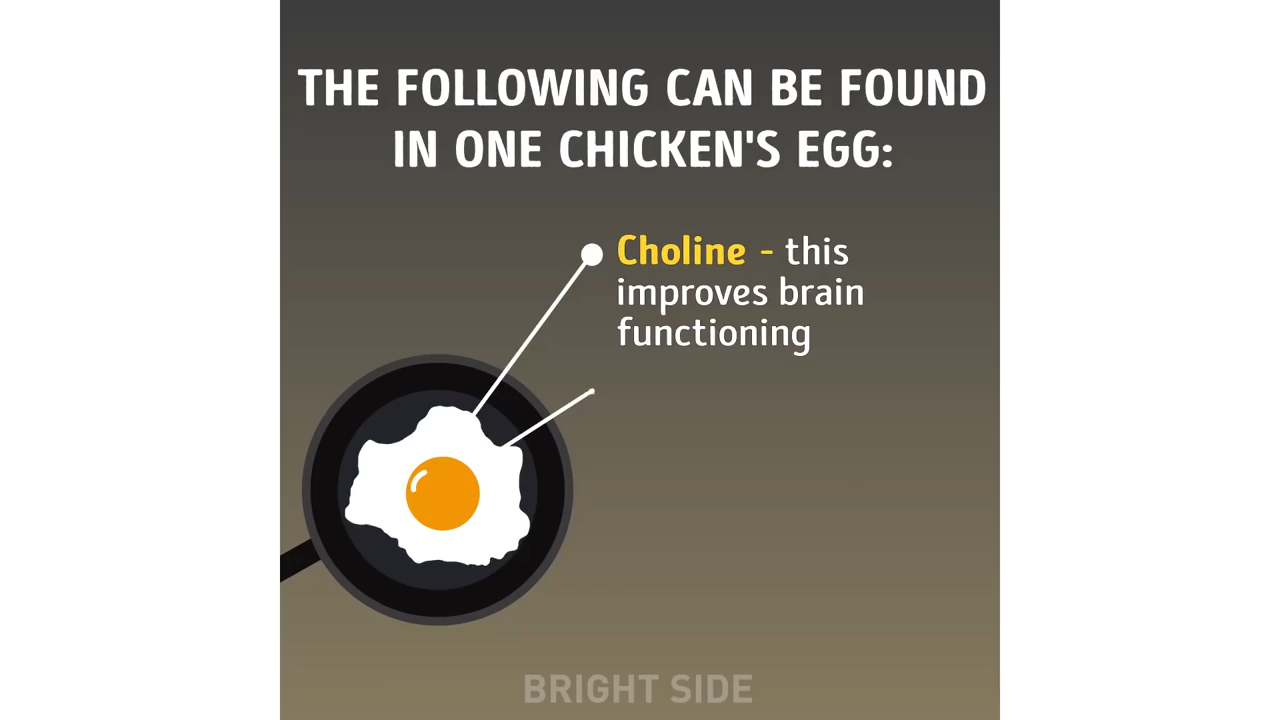 THE FOLLOWING CAN BE FOUND
IN ONE CHICKEN'S EGG:
Choline - this
improves brain
functioning
BRIGHT SIDE